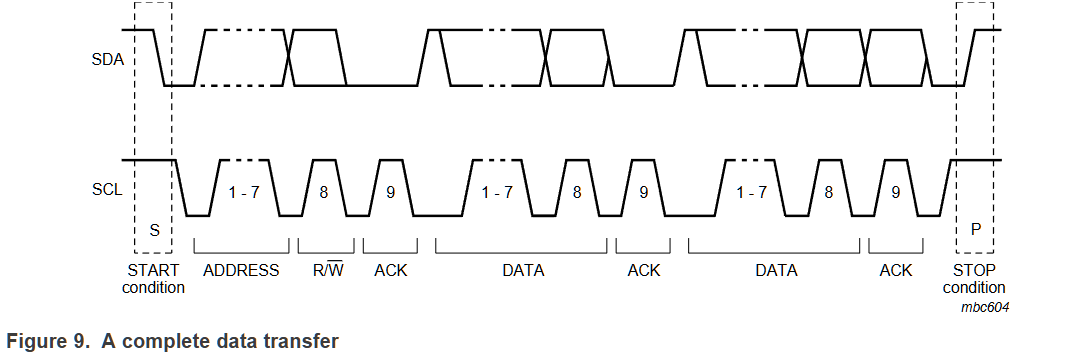 SDA
SCL
1 - 7 8 9 1 - 7 8 9 1 - 7 8 9
S P
START condition
ADDRESS
R/W̅
ACK
DATA
ACK
DATA
ACK
STOP condition
mbc604
Figure 9. A complete data transfer